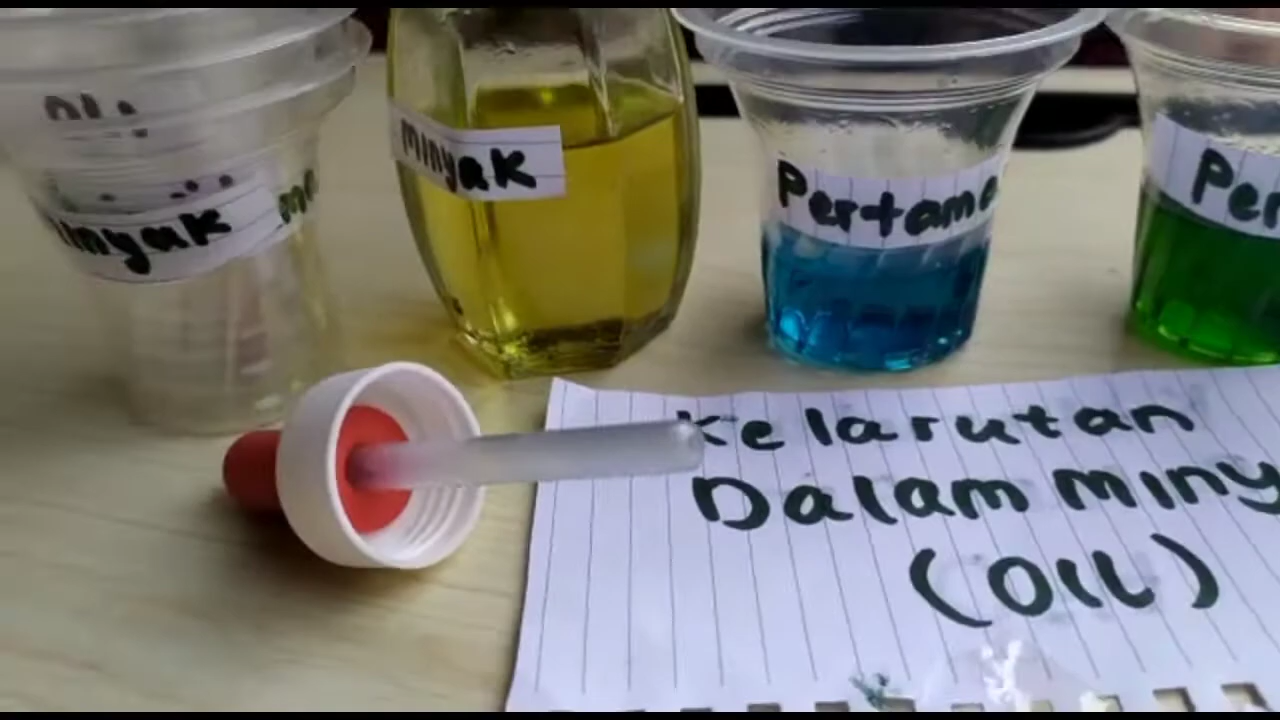 minyak
minyak
Pertama
Per
Kelarutan
Dalam miny
(OIL)